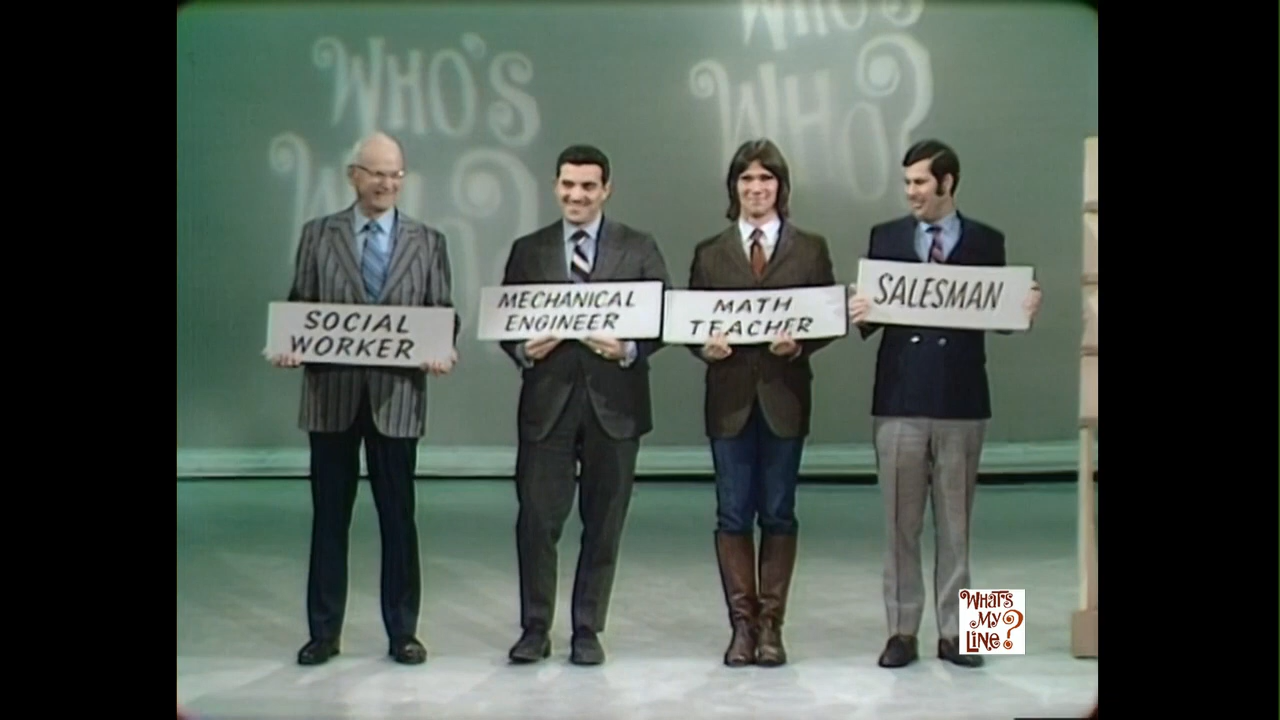 WHO'S
WHO?
WHO'S
WHO?
SOCIAL
WORKER
MECHANICAL
ENGINEER
MATH
TEACHER
SALESMAN
WHAT'S
MY
LINE?